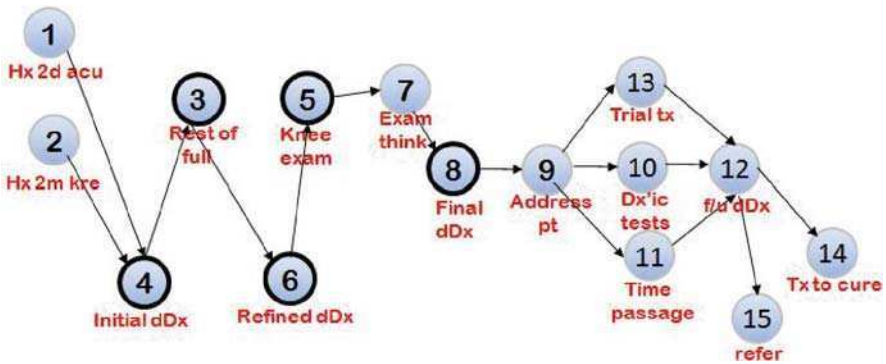 1
Hx 2d acu
2
Hx 2m kre
3
Rest of
full
4
Initial dDx
5
Knee
exam
6
Refined dDx
7
Exam
think
8
Final
dDx
9
Address
pt
13
Trial tx
10
Dx'ic
tests
11
Time
passage
12
f/u dDx
14
Tx to cure
15
refer